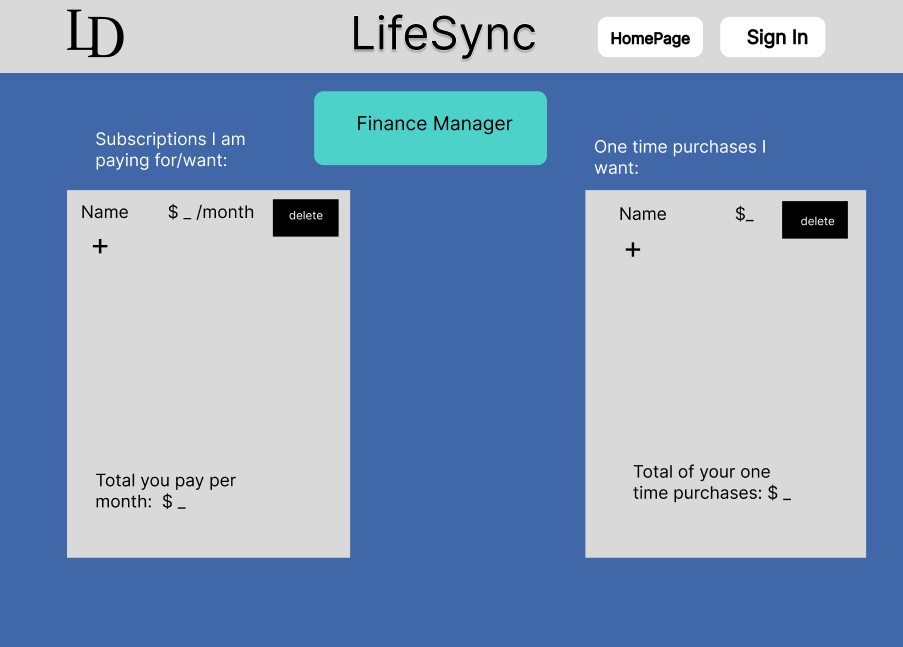 LD
LifeSync
HomePage
Sign In
Finance Manager
Subscriptions I am
paying for/want:
Name $ _ /month delete
+
Total you pay per
month: $ _
One time purchases I
want:
Name $_ delete
+
Total of your one
time purchases: $ _